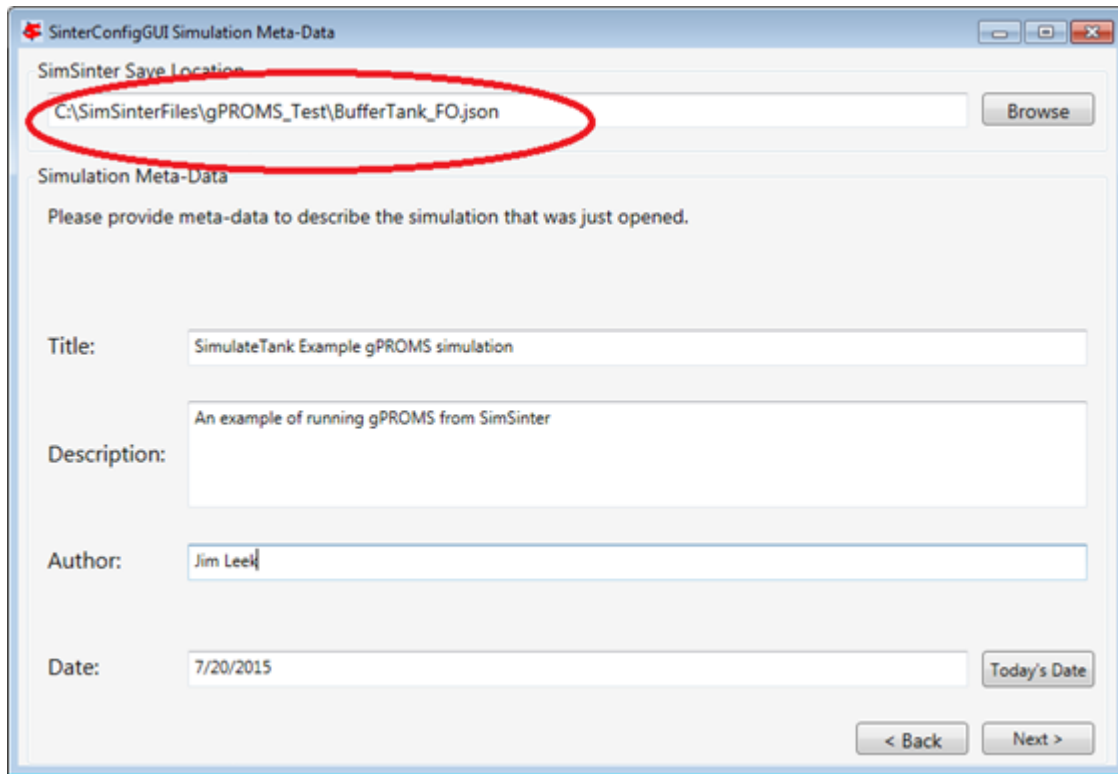 SinterConfigGUI Simulation Meta-Data
SimSinter Save Location
C:\SimSinterFiles\gPROMS_Test\BufferTank_FO.json
Browse
Simulation Meta-Data
Please provide meta-data to describe the simulation that was just opened.
Title:
SimulateTank Example gPROMS simulation
Description:
An example of running gPROMS from SimSinter
Author:
Jim Leek
Date:
7/20/2015
Today's Date
< Back
Next >